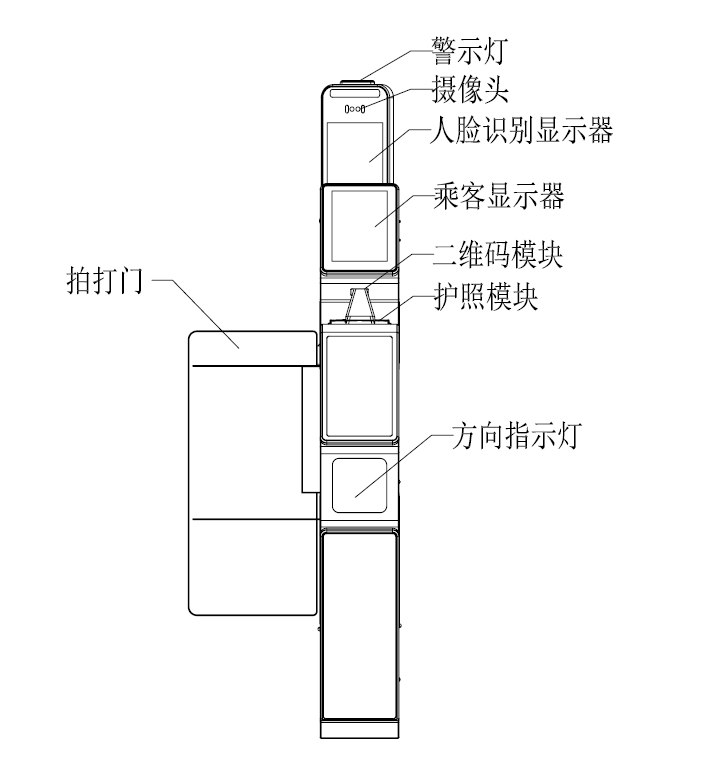 警示灯
摄像头
人脸识别显示器
乘客显示器
二维码模块
拍打门
护照模块
方向指示灯